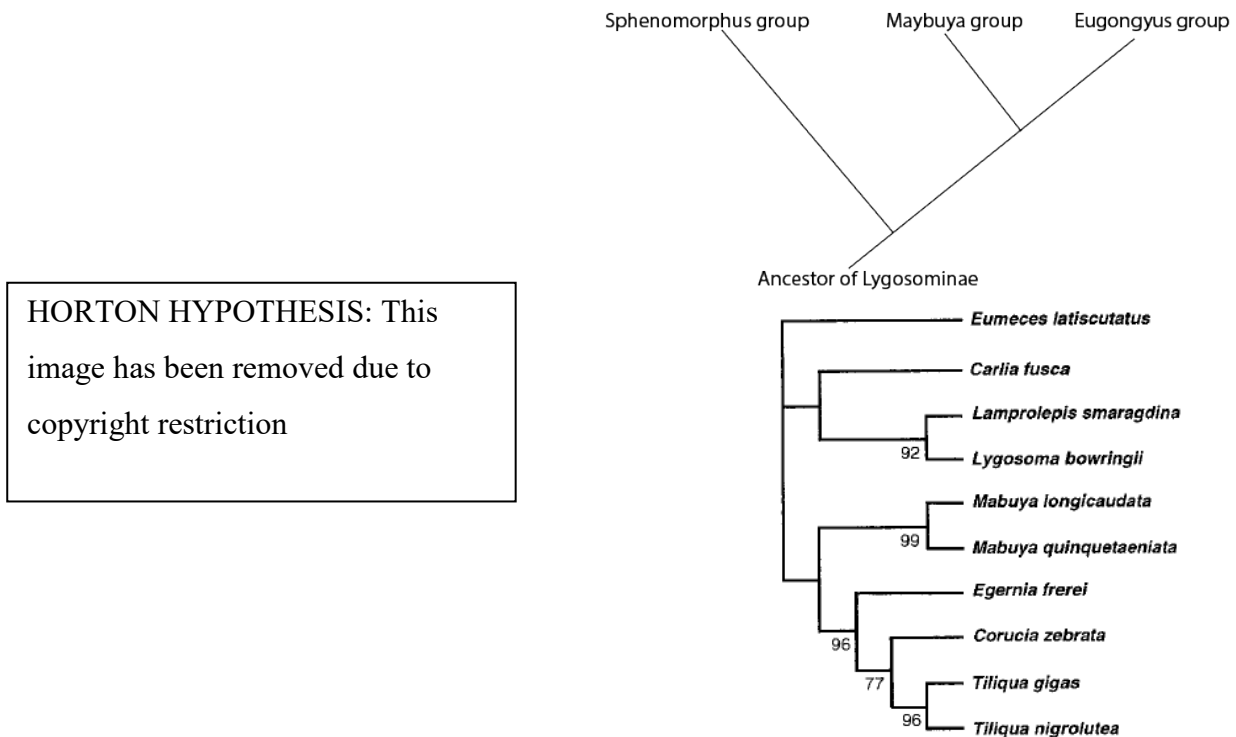 Sphenomorphus group
Maybuya group
Eugongyus group
Ancestor of Lygosominae
HORTON HYPOTHESIS: This
image has been removed due to
copyright restriction
Eumeces latiscutatus
Carlia fusca
Lamprolepis smaragdina
92
Lygosoma bowringii
Mabuya longicaudata
99
Mabuya quinquetaeniata
Egernia frerei
96
Corucia zebrata
77
Tiliqua gigas
96
Tiliqua nigrolutea